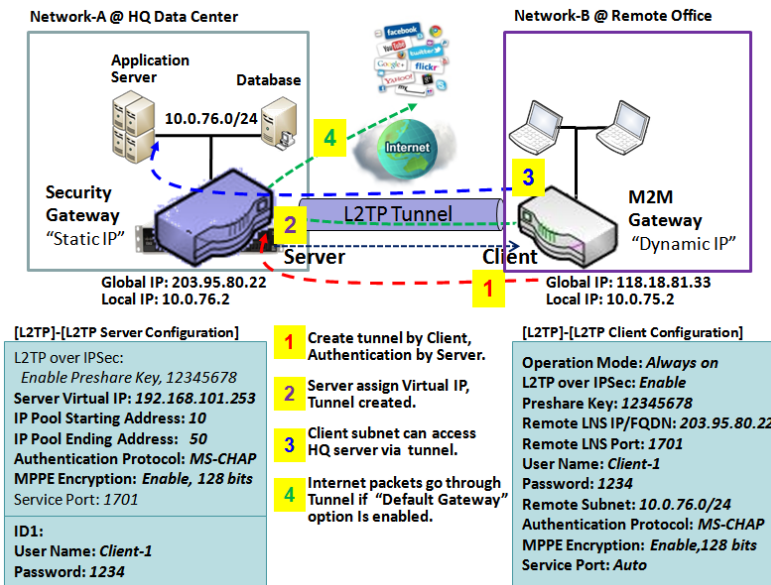 Network-A @ HQ Data Center
Network-B @ Remote Office
Application
Server
Database
10.0.76.0/24
facebook
You Tube
twitter
Google+
flickr
YAHOO!
my
Internet
4
3
Security
Gateway
"Static IP"
2
L2TP Tunnel
M2M
Gateway
"Dynamic IP"
Server
Client
1
Global IP: 203.95.80.22
Local IP: 10.0.76.2
Global IP: 118.18.81.33
Local IP: 10.0.75.2
[L2TP]-[L2TP Server Configuration]
L2TP over IPSec:
Enable Preshare Key, 12345678
Server Virtual IP: 192.168.101.253
IP Pool Starting Address: 10
IP Pool Ending Address: 50
Authentication Protocol: MS-CHAP
MPPE Encryption: Enable, 128 bits
Service Port: 1701
ID1:
User Name: Client-1
Password: 1234
1 Create tunnel by Client,
Authentication by Server.
2 Server assign Virtual IP,
Tunnel created.
3 Client subnet can access
HQ server via tunnel.
4 Internet packets go through
Tunnel if "Default Gateway"
option Is enabled.
[L2TP]-[L2TP Client Configuration]
Operation Mode: Always on
L2TP over IPSec: Enable
Preshare Key: 12345678
Remote LNS IP/FQDN: 203.95.80.22
Remote LNS Port: 1701
User Name: Client-1
Password: 1234
Remote Subnet: 10.0.76.0/24
Authentication Protocol: MS-CHAP
MPPE Encryption: Enable,128 bits
Service Port: Auto